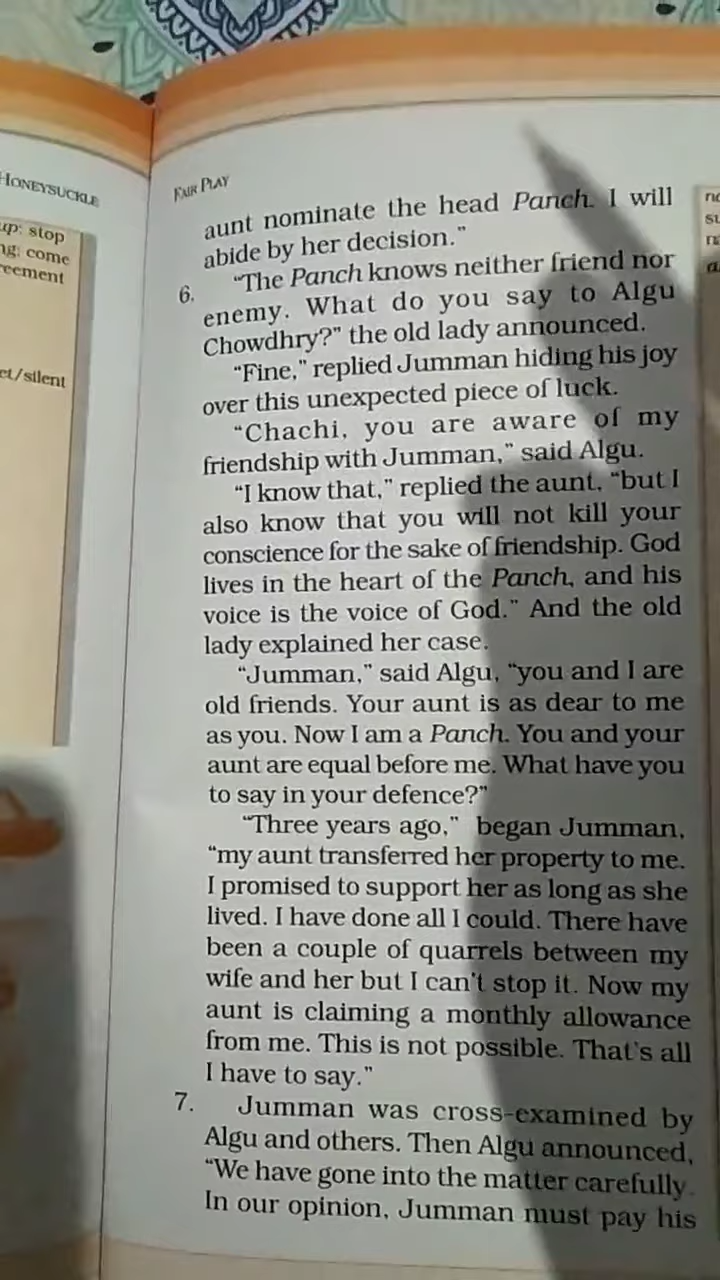 HONEYSUCKLE
up: stop
ng: come
reement
et/silent
FAIR PLAY
aunt nominate the head Panch. I will
abide by her decision.”
6. “The Panch knows neither friend nor
enemy. What do you say to Algu
Chowdhry?” the old lady announced.
“Fine,” replied Jumman hiding his joy
over this unexpected piece of luck.
“Chachi, you are aware of my
friendship with Jumman,” said Algu.
“I know that,” replied the aunt, “but I
also know that you will not kill your
conscience for the sake of friendship. God
lives in the heart of the Panch, and his
voice is the voice of God.” And the old
lady explained her case.
“Jumman,” said Algu, “you and I are
old friends. Your aunt is as dear to me
as you. Now I am a Panch. You and your
aunt are equal before me. What have you
to say in your defence?”
“Three years ago,” began Jumman,
“my aunt transferred her property to me.
I promised to support her as long as she
lived. I have done all I could. There have
been a couple of quarrels between my
wife and her but I can't stop it. Now my
aunt is claiming a monthly allowance
from me. This is not possible. That's all
I have to say.”
7. Jumman was cross-examined by
Algu and others. Then Algu announced,
“We have gone into the matter carefully.
In our opinion, Jumman must pay his